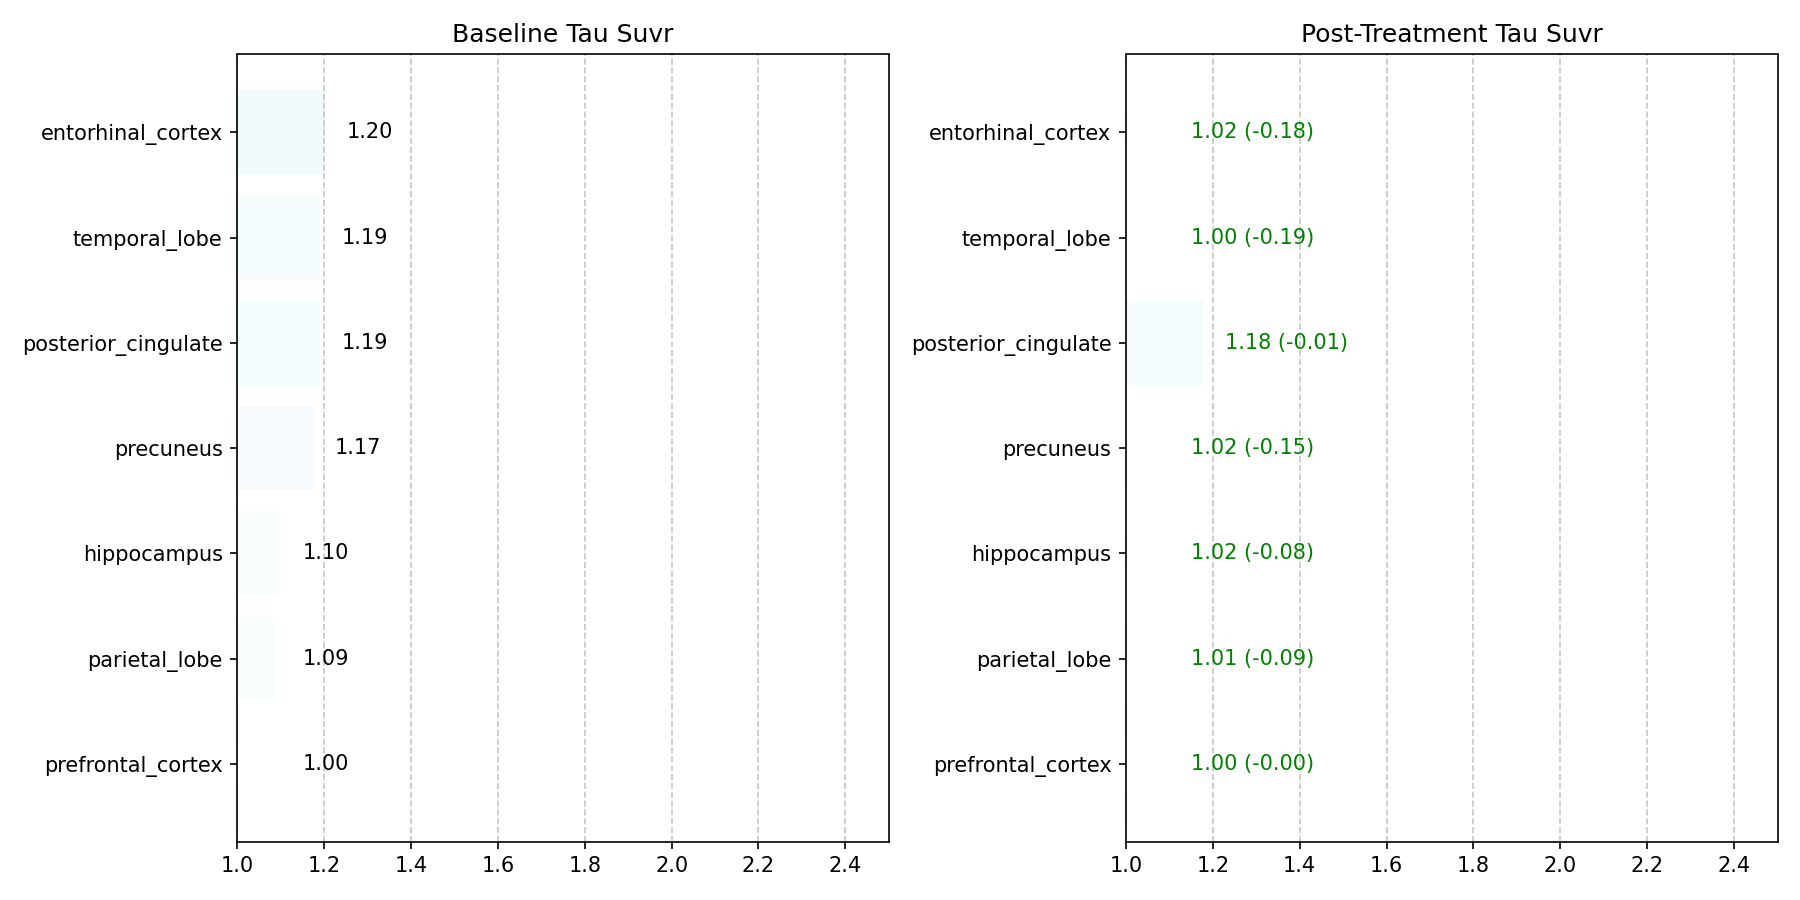 Baseline Tau Suvr
entorhinal_cortex 1.20
temporal_lobe 1.19
posterior_cingulate 1.19
precuneus 1.17
hippocampus 1.10
parietal_lobe 1.09
prefrontal_cortex 1.00
1.0 1.2 1.4 1.6 1.8 2.0 2.2 2.4
Post-Treatment Tau Suvr
entorhinal_cortex 1.02 (-0.18)
temporal_lobe 1.00 (-0.19)
posterior_cingulate 1.18 (-0.01)
precuneus 1.02 (-0.15)
hippocampus 1.02 (-0.08)
parietal_lobe 1.01 (-0.09)
prefrontal_cortex 1.00 (-0.00)
1.0 1.2 1.4 1.6 1.8 2.0 2.2 2.4